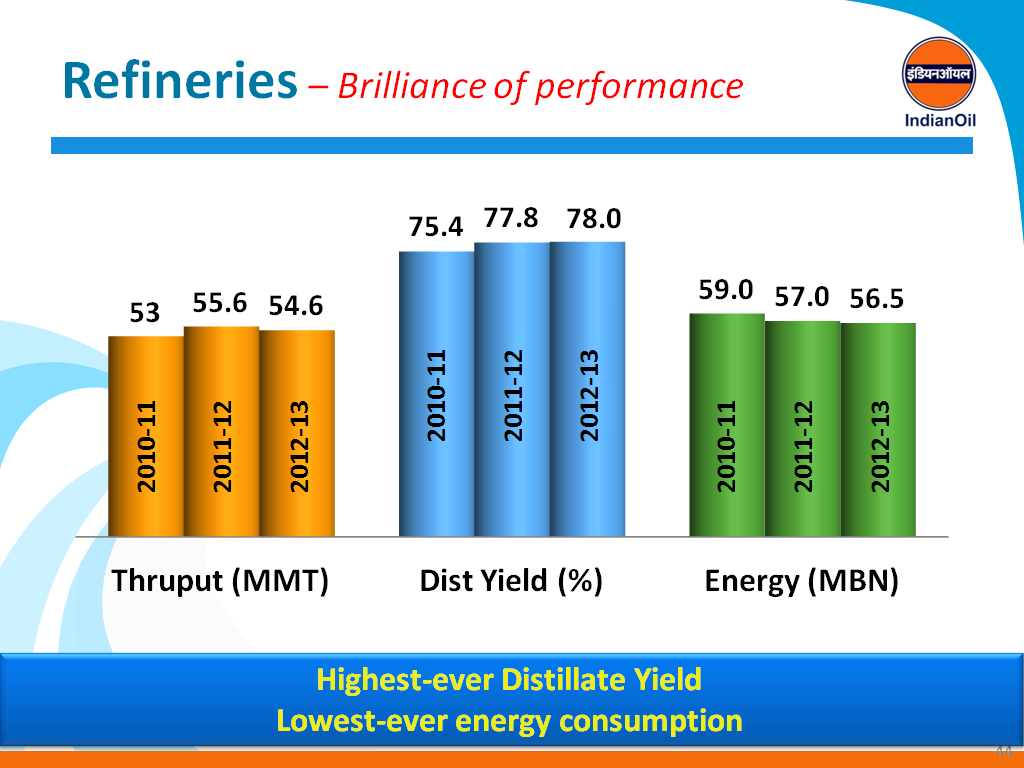 Refineries – Brilliance of performance
इंडियनऑयल
IndianOil
53 55.6 54.6
75.4 77.8 78.0
59.0 57.0 56.5
2010-11 2011-12 2012-13
2010-11 2011-12 2012-13
2010-11 2011-12 2012-13
Thruput (MMT) Dist Yield (%) Energy (MBN)
Highest-ever Distillate Yield
Lowest-ever energy consumption
44